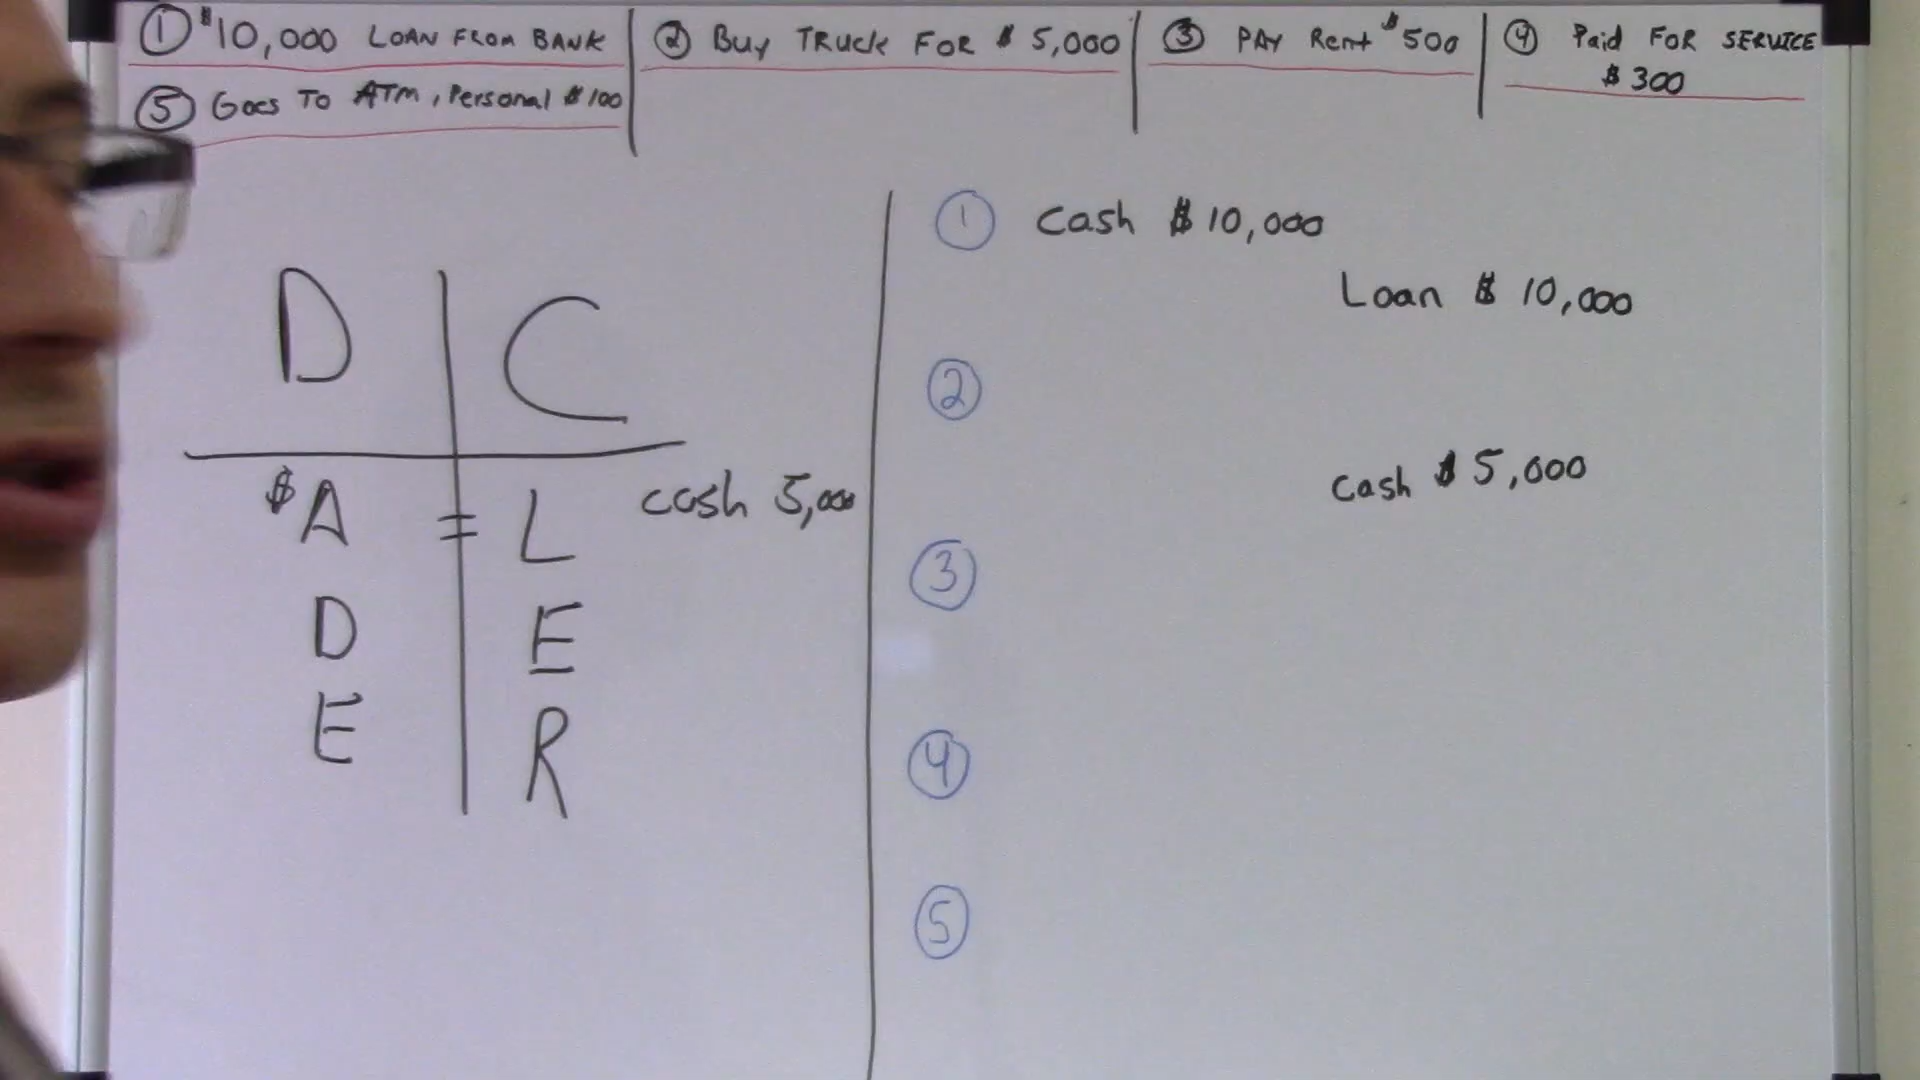 ① $10,000 LOAN FROM BANK
② Buy TRUCK FOR $ 5,000
③ PAY Rent $500
④ Paid FOR SERVICE
$ 300
⑤ Goes To ATM, Personal $100
D C
$ A = L cash 5,000
D E
E R
① Cash $ 10,000
Loan $ 10,000
②
Cash $ 5,000
③
④
⑤